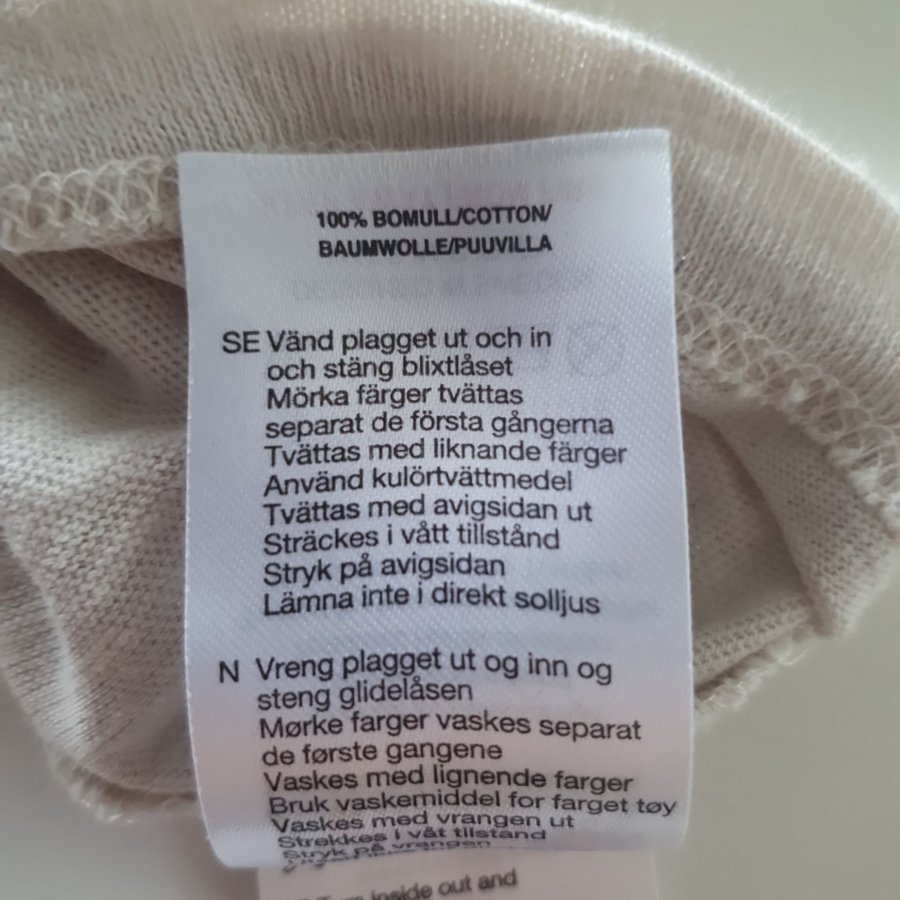 100% BOMULL/COTTON/
BAUMWOLLE/PUUVILLA
SE Vänd plagget ut och in
och stäng blixtlåset
Mörka färger tvättas
separat de första gångerna
Tvättas med liknande färger
Använd kulörtvättmedel
Tvättas med avigsidan ut
Sträckes i vått tillstånd
Stryk på avigsidan
Lämna inte i direkt solljus
N Vreng plagget ut og inn og
steng glidelåsen
Mørke farger vaskes separat
de første gangene
Vaskes med lignende farger
Bruk vaskemiddel for farget tøy
Vaskes med vrangen ut
Strekkes i våt tilstand
Stryk på vrangen
inside out and